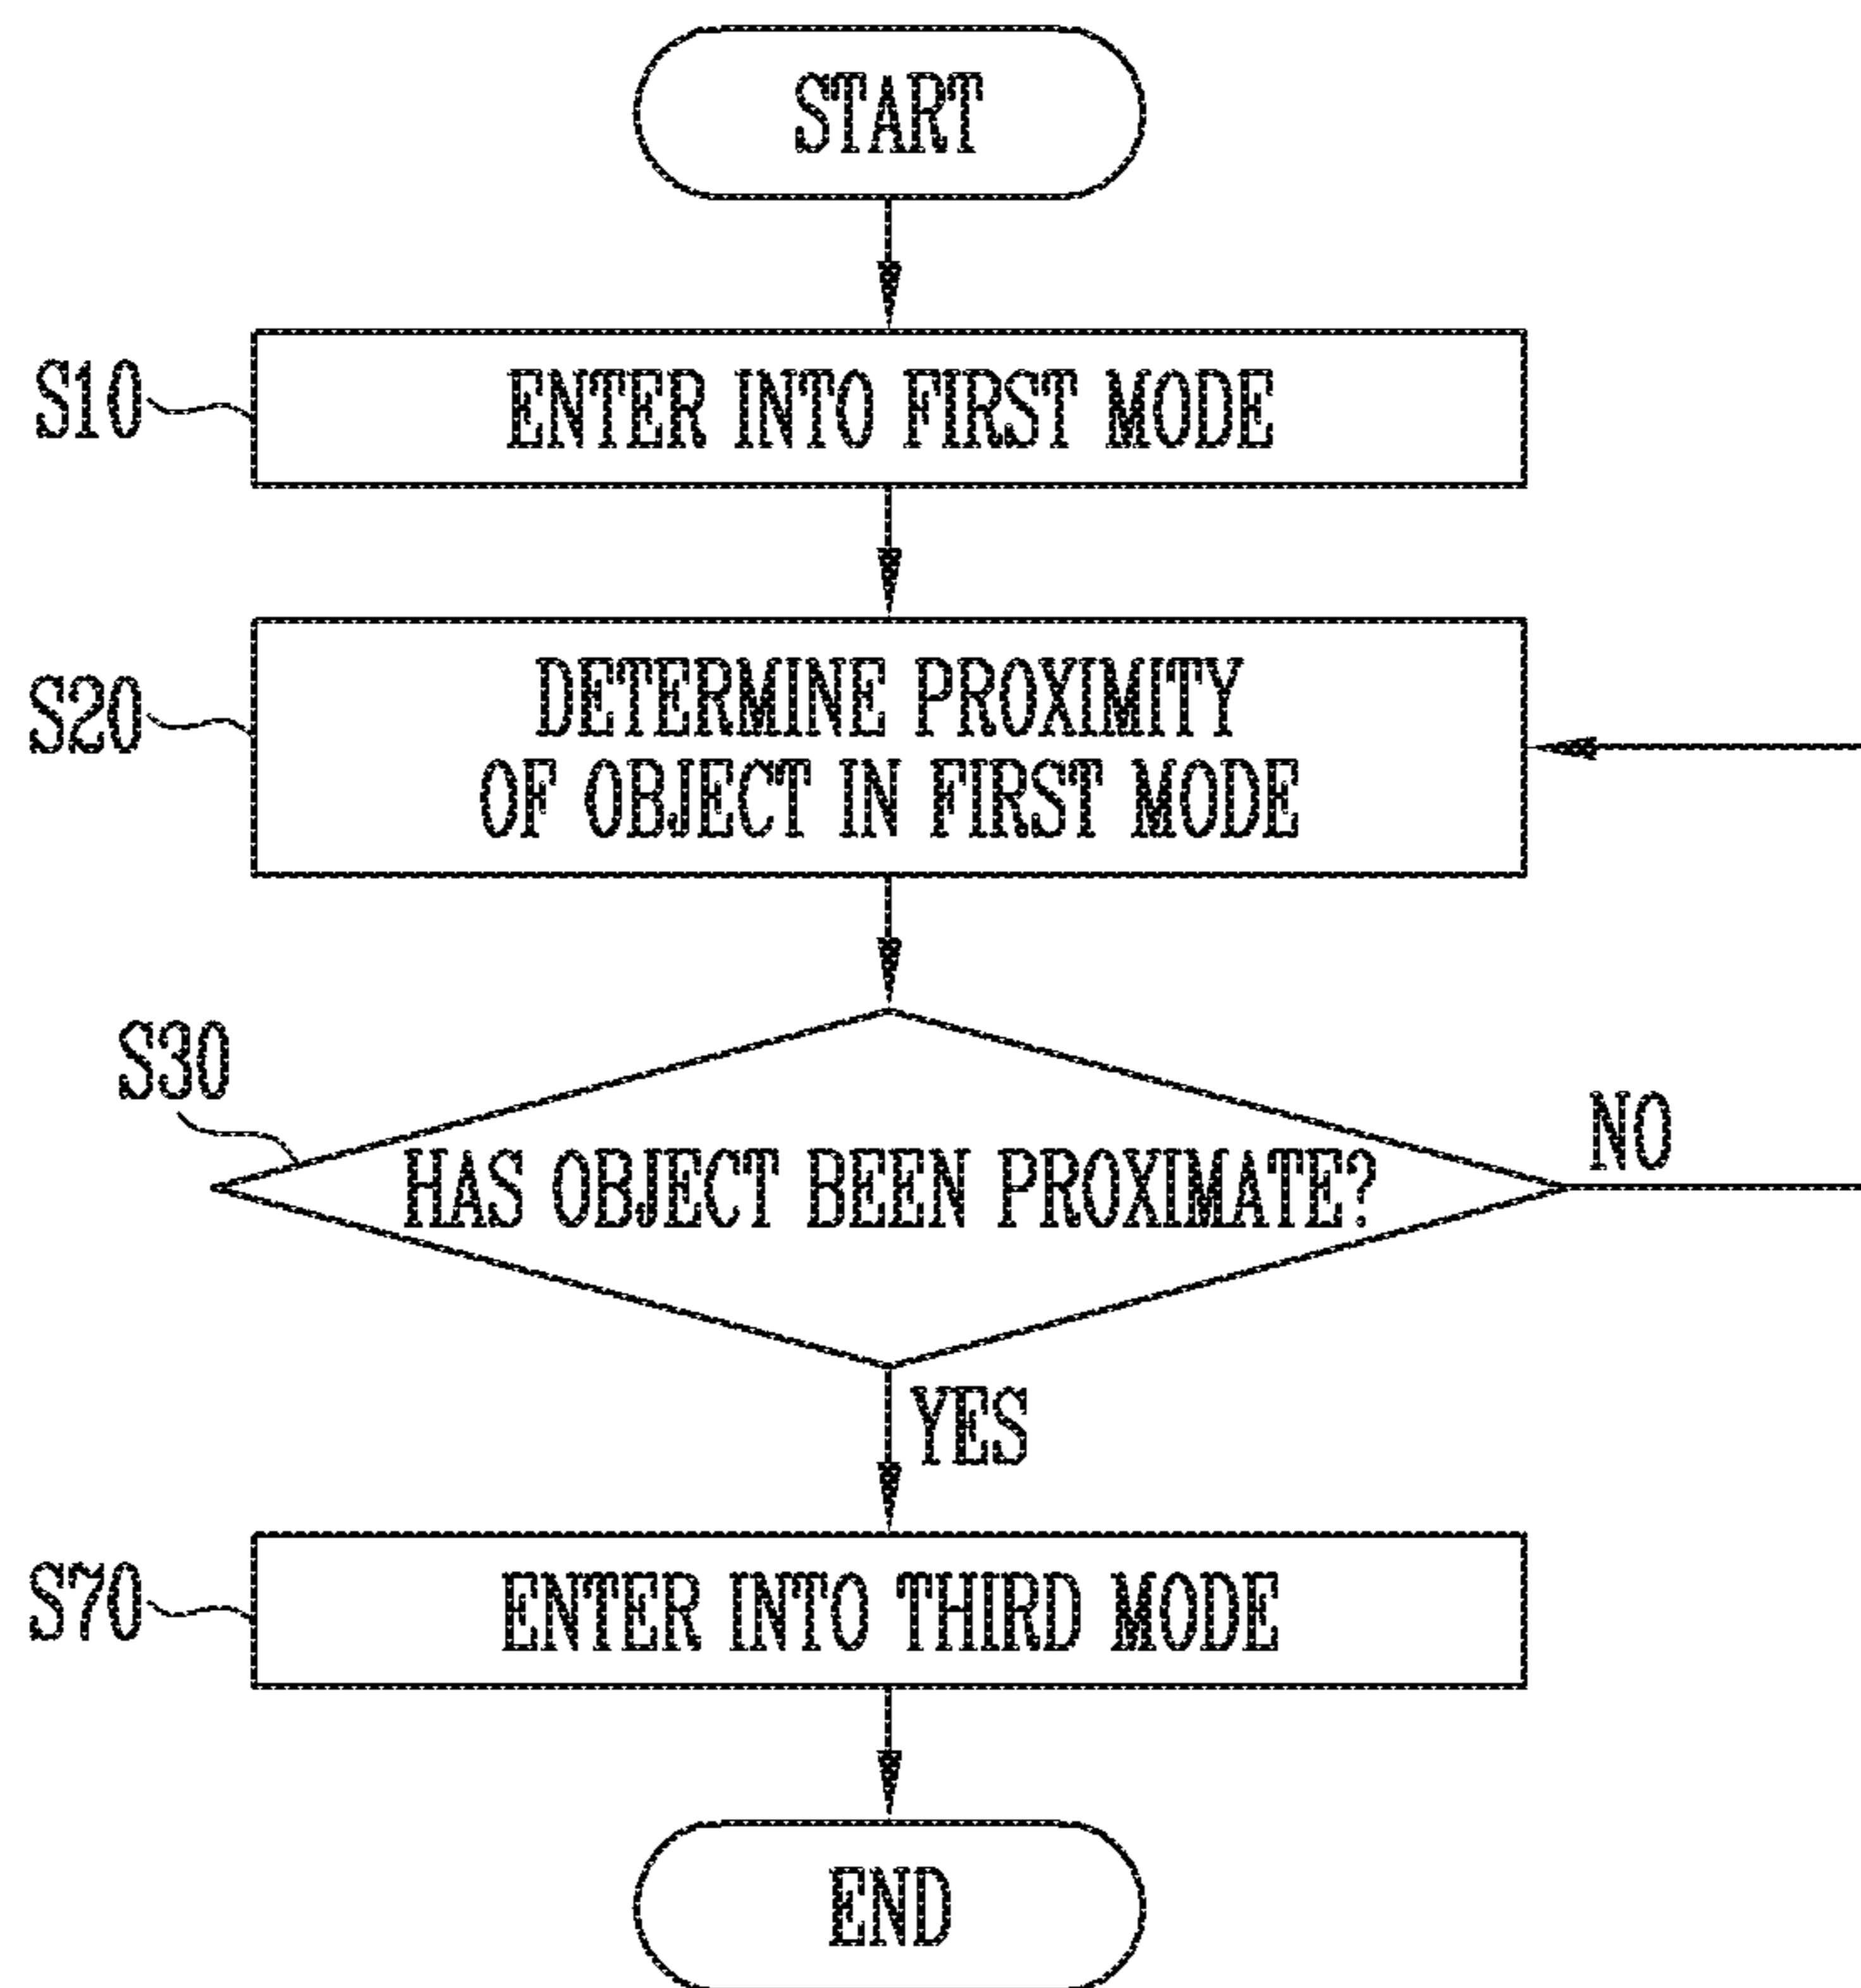 START
S10
ENTER INTO FIRST MODE
S20
DETERMINE PROXIMITY
OF OBJECT IN FIRST MODE
S30
HAS OBJECT BEEN PROXIMATE?
NO
YES
S70
ENTER INTO THIRD MODE
END